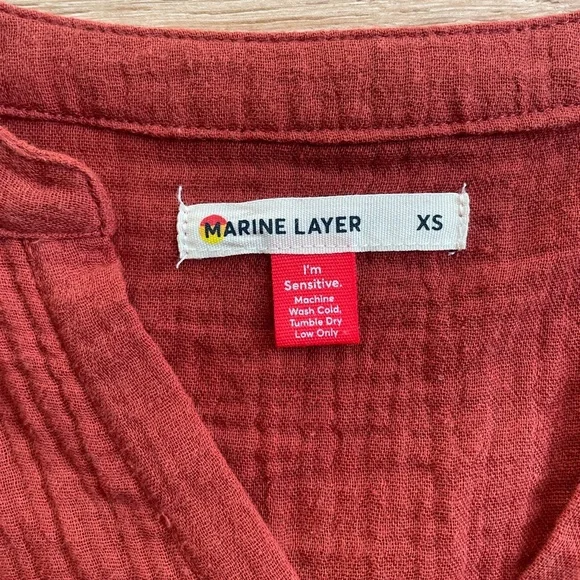 MARINE LAYER XS
I'm
Sensitive.
Machine
Wash Cold,
Tumble Dry
Low Only